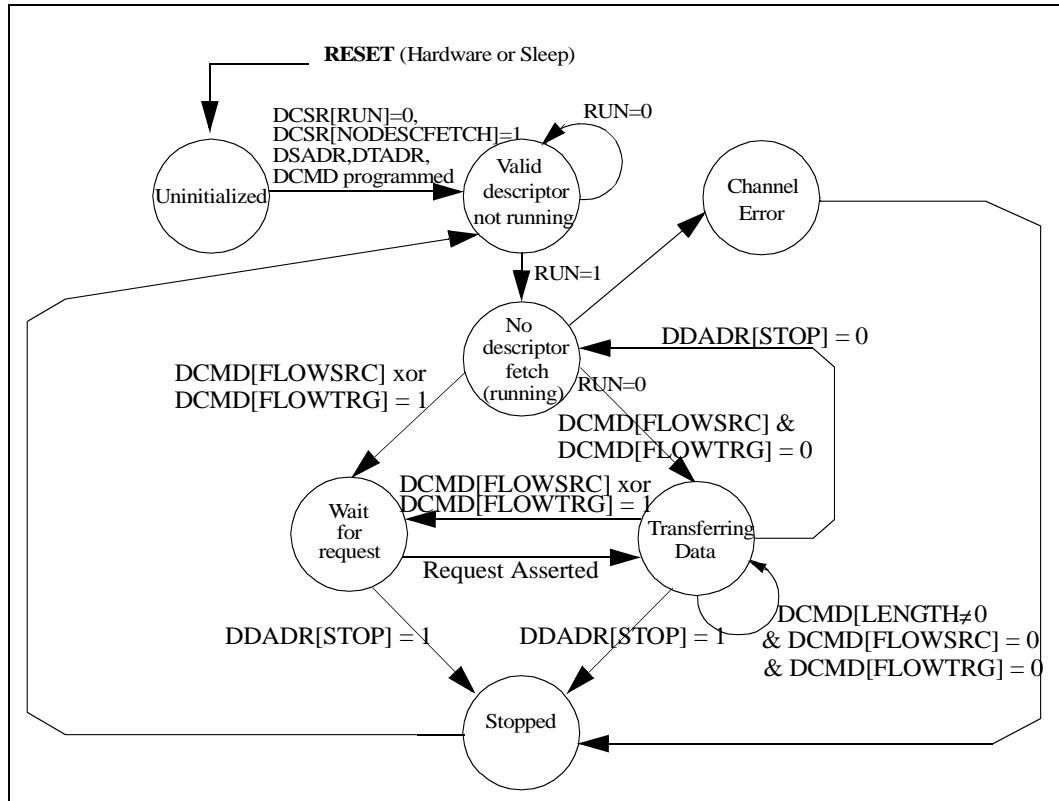 RESET (Hardware or Sleep)
DCSR[RUN]=0,
DCSR[NODESCFETCH]=1
DSADR,DTADR,
DCMD programmed
RUN=0
Uninitialized
Valid
descriptor
not running
Channel
Error
RUN=1
No
descriptor
fetch
(running)
DDADR[STOP] = 0
RUN=0
DCMD[FLOWSRC] xor
DCMD[FLOWTRG] = 1
DCMD[FLOWSRC] &
DCMD[FLOWTRG] = 0
DCMD[FLOWSRC] xor
DCMD[FLOWTRG] = 1
Wait
for
request
Transferring
Data
Request Asserted
DCMD[LENGTH≠0
& DCMD[FLOWSRC] = 0
& DCMD[FLOWTRG] = 0
DDADR[STOP] = 1
DDADR[STOP] = 1
Stopped